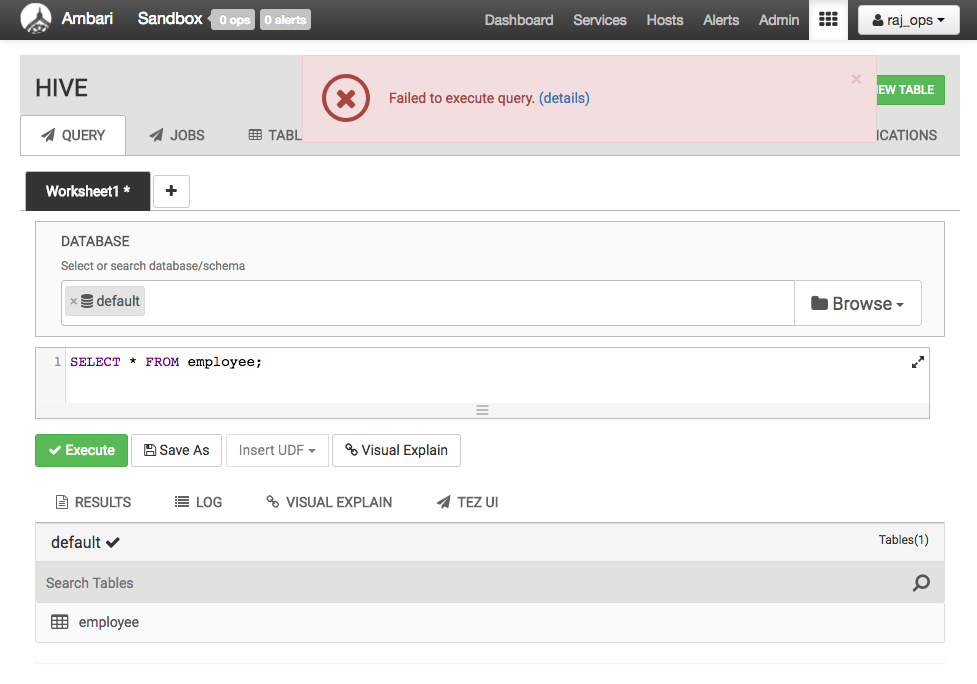 Ambari Sandbox 0 ops 0 alerts Dashboard Services Hosts Alerts Admin raj_ops
HIVE
Failed to execute query. (details) ×
EW TABLE
QUERY JOBS TABL ICATIONS
Worksheet1 * +
DATABASE
Select or search database/schema
× default Browse
1 SELECT * FROM employee;
Execute Save As Insert UDF Visual Explain
RESULTS LOG VISUAL EXPLAIN TEZ UI
default Tables(1)
Search Tables
employee